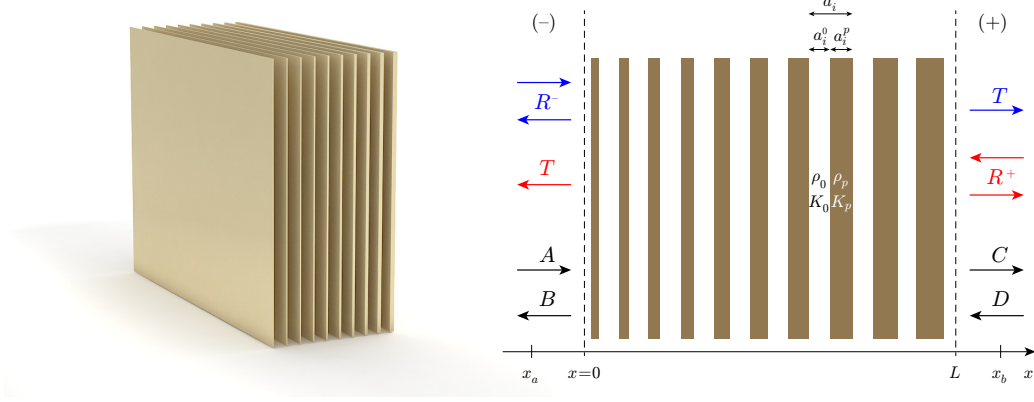 (–)
(+)
a_i
a_i^0 a_i^p
R^–
T
T
R^+
ρ_0 ρ_p
K_0 K_p
A
B
C
D
x_a
x=0
L
x_b
x